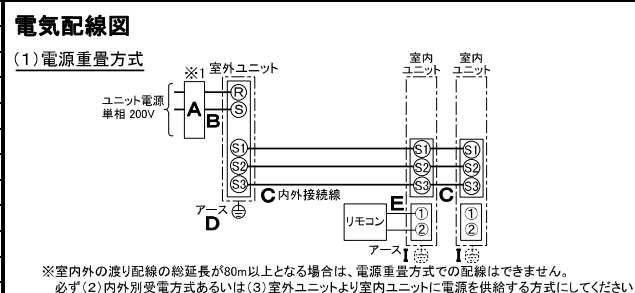 電気配線図
(1)電源重畳方式
※1
室外ユニット
室内
ユニット
室内
ユニット
ユニット電源
単相 200V
A
B
R
S
S1
S2
S3
S1
S2
S3
S1
S2
S3
C 内外接続線
C
アース
D
リモコン
E
①
②
①
②
アース I
I
※室内外の渡り配線の総延長が80m以上となる場合は、電源重畳方式での配線はできません。
必ず(2)内外別受電方式あるいは(3)室外ユニットより室内ユニットに電源を供給する方式にしてください